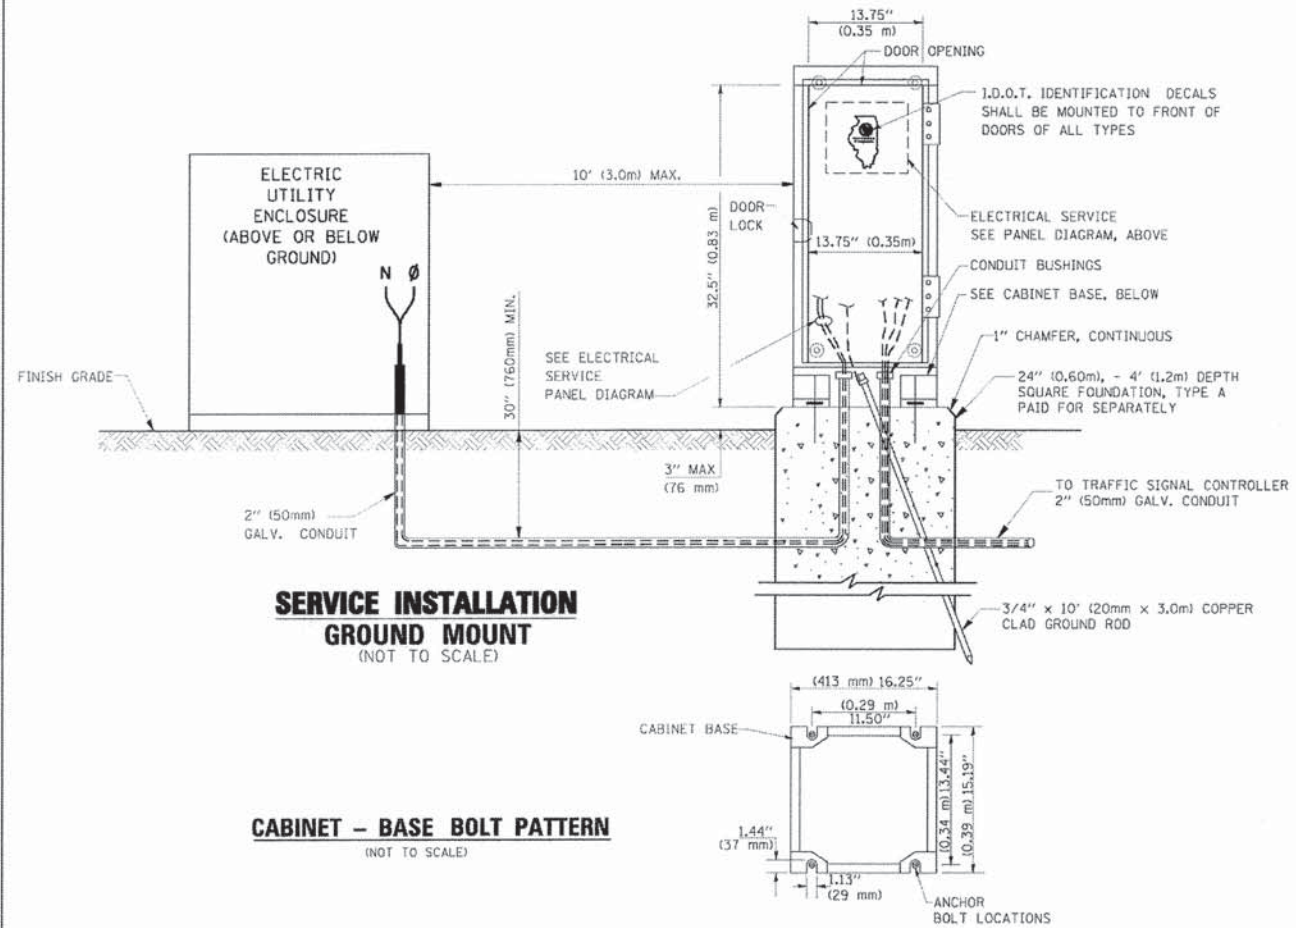 13.75"
(0.35 m)
DOOR OPENING
I.D.O.T. IDENTIFICATION DECALS
SHALL BE MOUNTED TO FRONT OF
DOORS OF ALL TYPES
ELECTRIC
UTILITY
ENCLOSURE
(ABOVE OR BELOW
GROUND)
N Ø
10' (3.0m) MAX.
DOOR
LOCK
32.5" (0.83 m)
13.75" (0.35m)
ELECTRICAL SERVICE
SEE PANEL DIAGRAM, ABOVE
CONDUIT BUSHINGS
SEE CABINET BASE, BELOW
1" CHAMFER, CONTINUOUS
24" (0.60m), - 4' (1.2m) DEPTH
SQUARE FOUNDATION, TYPE A
PAID FOR SEPARATELY
30" (760mm) MIN.
SEE ELECTRICAL
SERVICE
PANEL DIAGRAM
FINISH GRADE
3" MAX
(76 mm)
2" (50mm)
GALV. CONDUIT
TO TRAFFIC SIGNAL CONTROLLER
2" (50mm) GALV. CONDUIT
3/4" x 10' (20mm x 3.0m) COPPER
CLAD GROUND ROD
SERVICE INSTALLATION
GROUND MOUNT
(NOT TO SCALE)
(413 mm) 16.25"
(0.29 m)
11.50"
CABINET BASE
(0.34 m) 13.44"
(0.39 m) 15.19"
1.44"
(37 mm)
1.13"
(29 mm)
ANCHOR
BOLT LOCATIONS
CABINET – BASE BOLT PATTERN
(NOT TO SCALE)